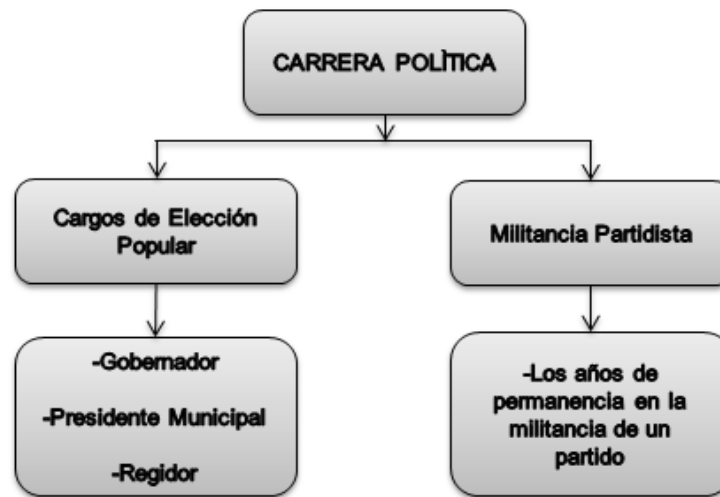 CARRERA POLÌTICA
Cargos de Elección
Popular
Militancia Partidista
-Gobernador
-Presidente Municipal
-Regidor
-Los años de
permanencia en la
militancia de un
partido